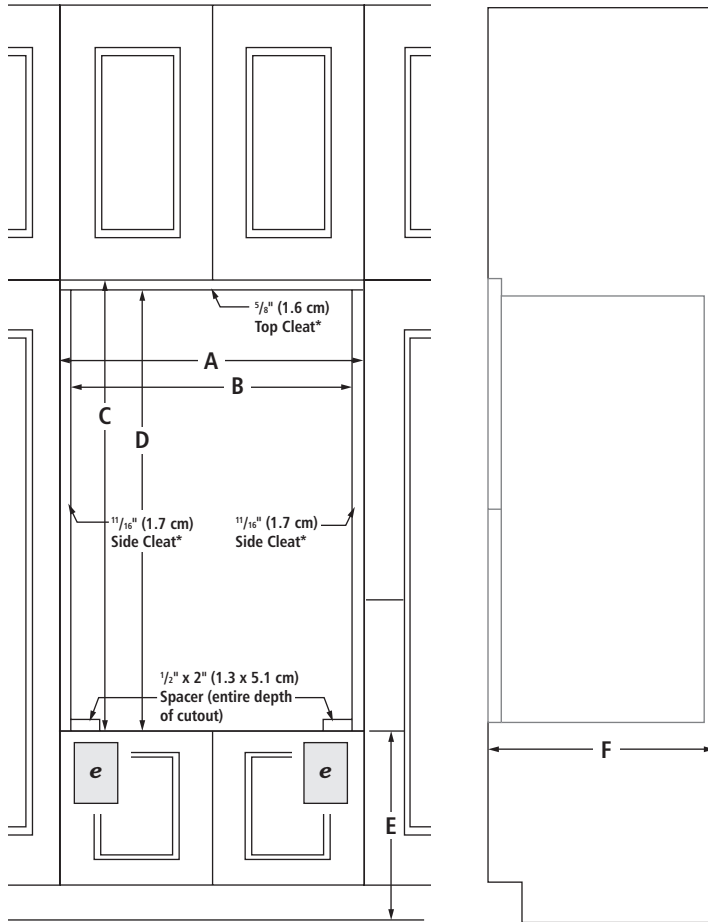 5/8" (1.6 cm)
Top Cleat*
A
B
C
D
11/16" (1.7 cm)
Side Cleat*
11/16" (1.7 cm)
Side Cleat*
1/2" x 2" (1.3 x 5.1 cm)
Spacer (entire depth
of cutout)
e
e
E
F